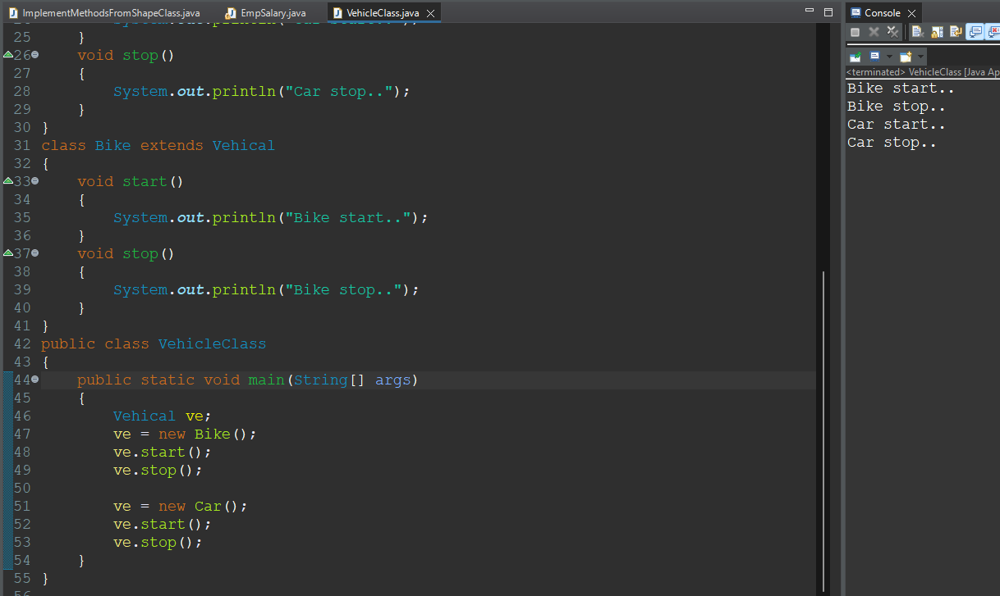 ImplementMethodsFromShapeClass.java EmpSalary.java VehicleClass.java
25 }
26 void stop()
27 {
28 System.out.println("Car stop..");
29 }
30 }
31 class Bike extends Vehical
32 {
33 void start()
34 {
35 System.out.println("Bike start..");
36 }
37 void stop()
38 {
39 System.out.println("Bike stop..");
40 }
41 }
42 public class VehicleClass
43 {
44 public static void main(String[] args)
45 {
46 Vehical ve;
47 ve = new Bike();
48 ve.start();
49 ve.stop();
50
51 ve = new Car();
52 ve.start();
53 ve.stop();
54 }
55 }
Console
<terminated> VehicleClass [Java Ap
Bike start..
Bike stop..
Car start..
Car stop..